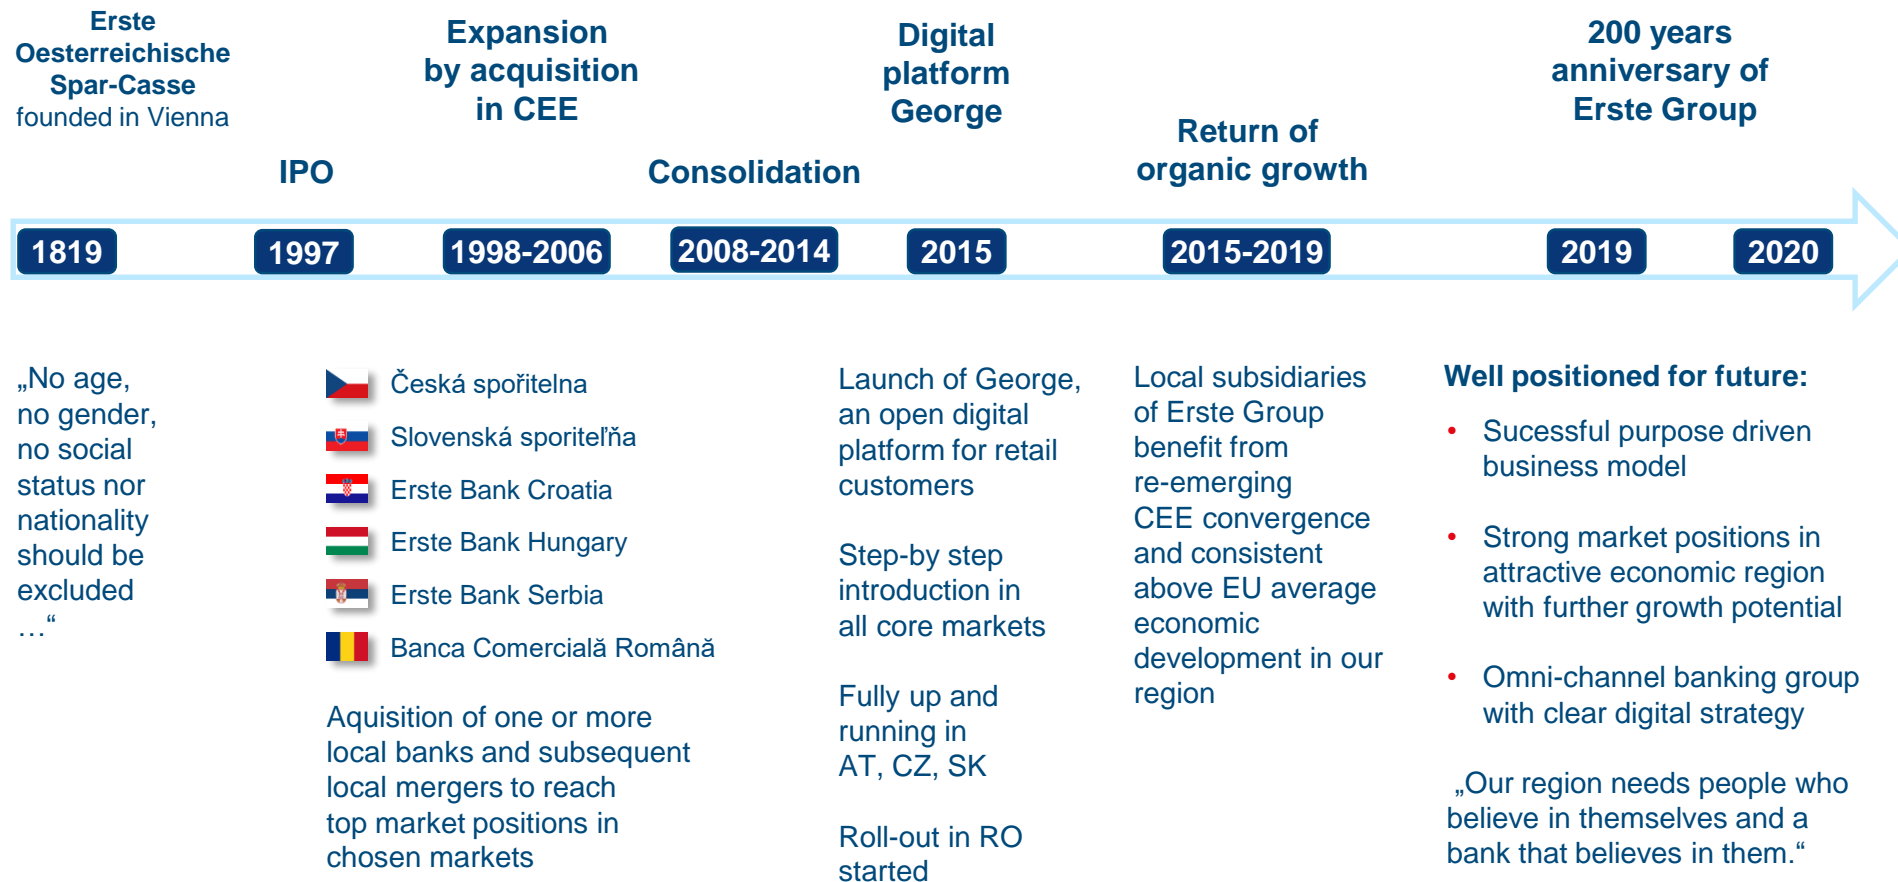 Erste
Oesterreichische
Spar-Casse
founded in Vienna
IPO
Expansion
by acquisition
in CEE
Consolidation
Digital
platform
George
Return of
organic growth
200 years
anniversary of
Erste Group
1819
1997
1998-2006
2008-2014
2015
2015-2019
2019
2020
„No age,
no gender,
no social
status nor
nationality
should be
excluded
…“
Česká spořitelna
Slovenská sporiteľňa
Erste Bank Croatia
Erste Bank Hungary
Erste Bank Serbia
Banca Comercială Română
Aquisition of one or more
local banks and subsequent
local mergers to reach
top market positions in
chosen markets
Launch of George,
an open digital
platform for retail
customers
Step-by step
introduction in
all core markets
Fully up and
running in
AT, CZ, SK
Roll-out in RO
started
Local subsidiaries
of Erste Group
benefit from
re-emerging
CEE convergence
and consistent
above EU average
economic
development in our
region
Well positioned for future:
• Sucessful purpose driven
business model
• Strong market positions in
attractive economic region
with further growth potential
• Omni-channel banking group
with clear digital strategy
„Our region needs people who
believe in themselves and a
bank that believes in them.“